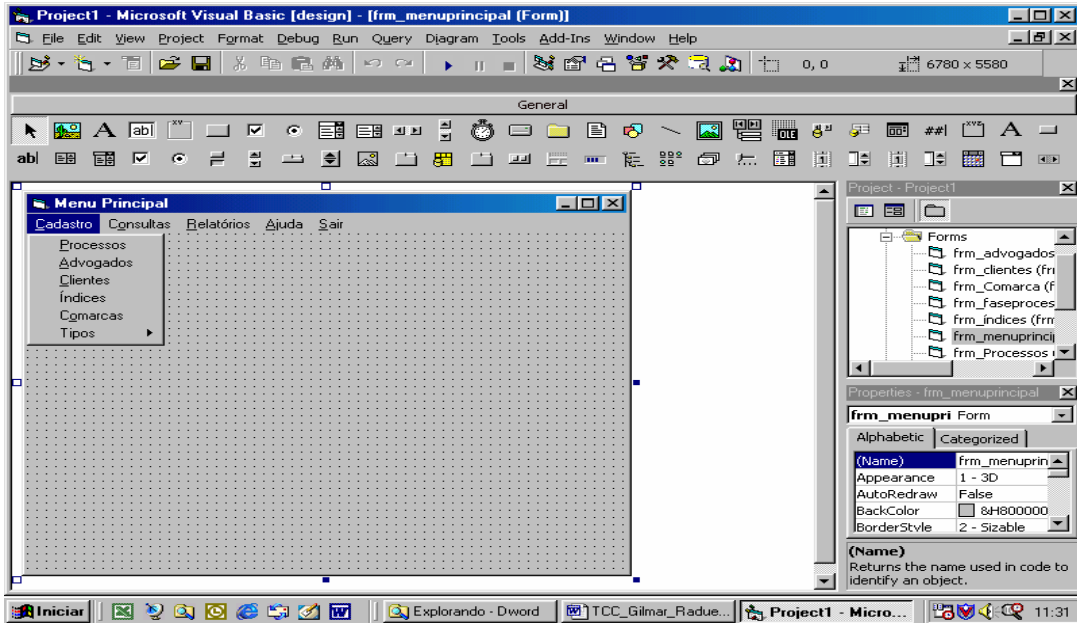 Project1 - Microsoft Visual Basic [design] - [frm_menuprincipal (Form)]
File Edit View Project Format Debug Run Query Diagram Tools Add-Ins Window Help
0, 0 6780 x 5580
General
Project - Project1
Forms
frm_advogados
frm_clientes (fri
frm_Comarca (f
frm_faseproces
frm_índices (frm
frm_menuprincij
frm_Processos
Menu Principal
Cadastro Consultas Relatórios Ajuda Sair
Processos
Advogados
Clientes
Índices
Comarcas
Tipos
Properties - frm_menuprincipal
frm_menupri Form
Alphabetic Categorized
(Name) frm_menuprin
Appearance 1 - 3D
AutoRedraw False
BackColor &H800000
BorderStyle 2 - Sizable
(Name)
Returns the name used in code to
identify an object.
Iniciar Explorando - Dword TCC_Gilmar_Radue... Project1 - Micro... 11:31